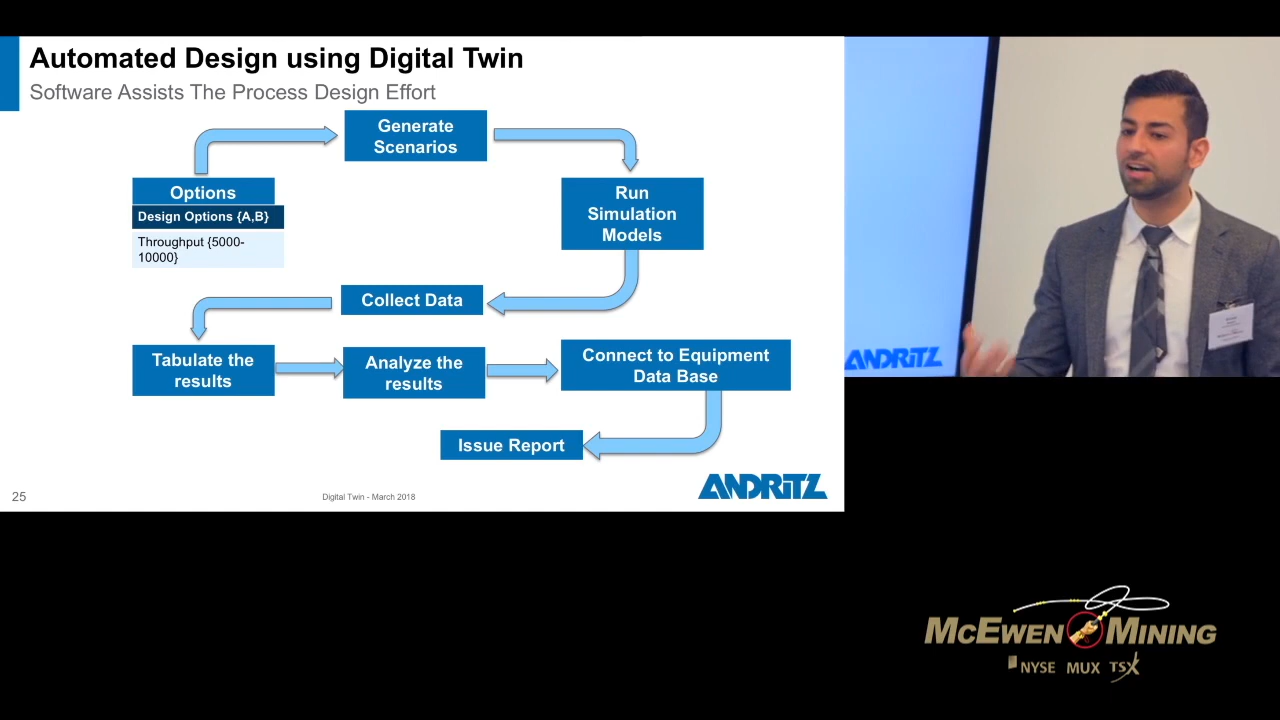 Automated Design using Digital Twin
Software Assists The Process Design Effort
Generate
Scenarios
Options
Design Options {A,B}
Throughput {5000-
10000}
Run
Simulation
Models
Collect Data
Tabulate the
results
Analyze the
results
Connect to Equipment
Data Base
Issue Report
25
Digital Twin - March 2018
ANDRITZ
ANDRITZ
MCEWEN MINING
NYSE MUX TSX